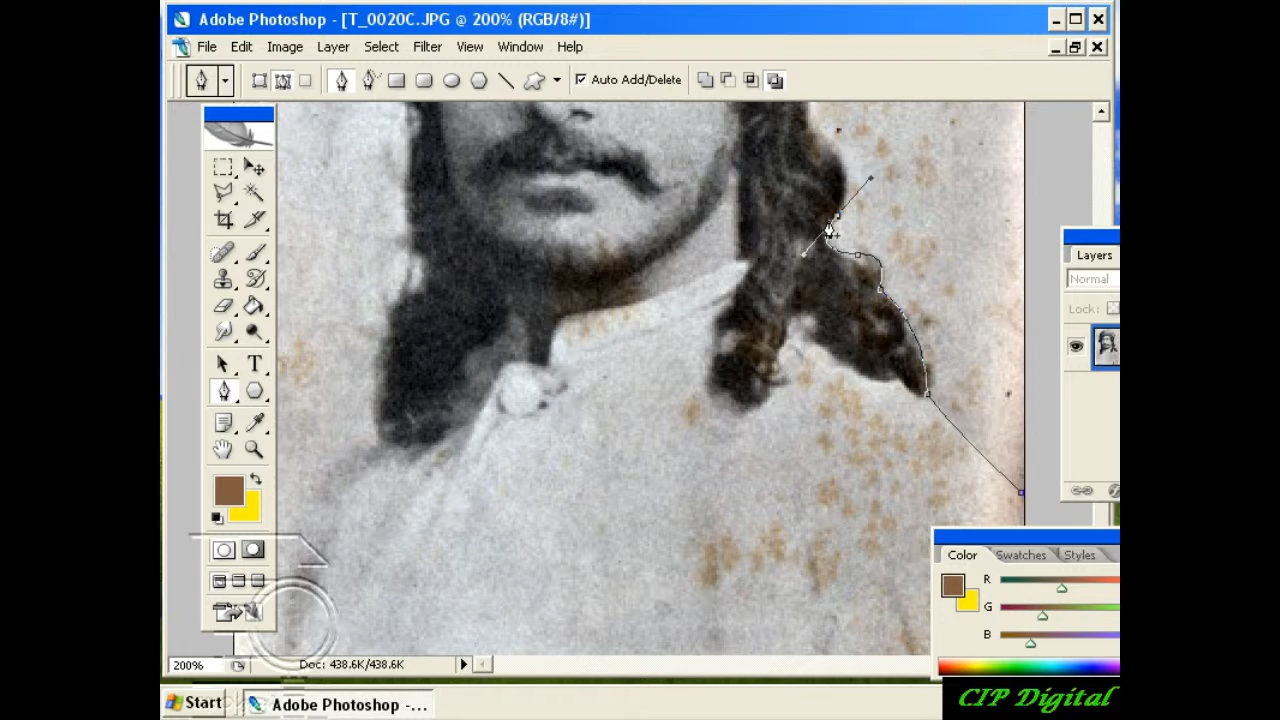 Adobe Photoshop - [T_0020C.JPG @ 200% (RGB/8#)]
File Edit Image Layer Select Filter View Window Help
Auto Add/Delete
T
Layers
Normal
Lock:
Color Swatches Styles
R
G
B
200% Doc: 438.6K/438.6K
Start Adobe Photoshop -...
CIP Digital